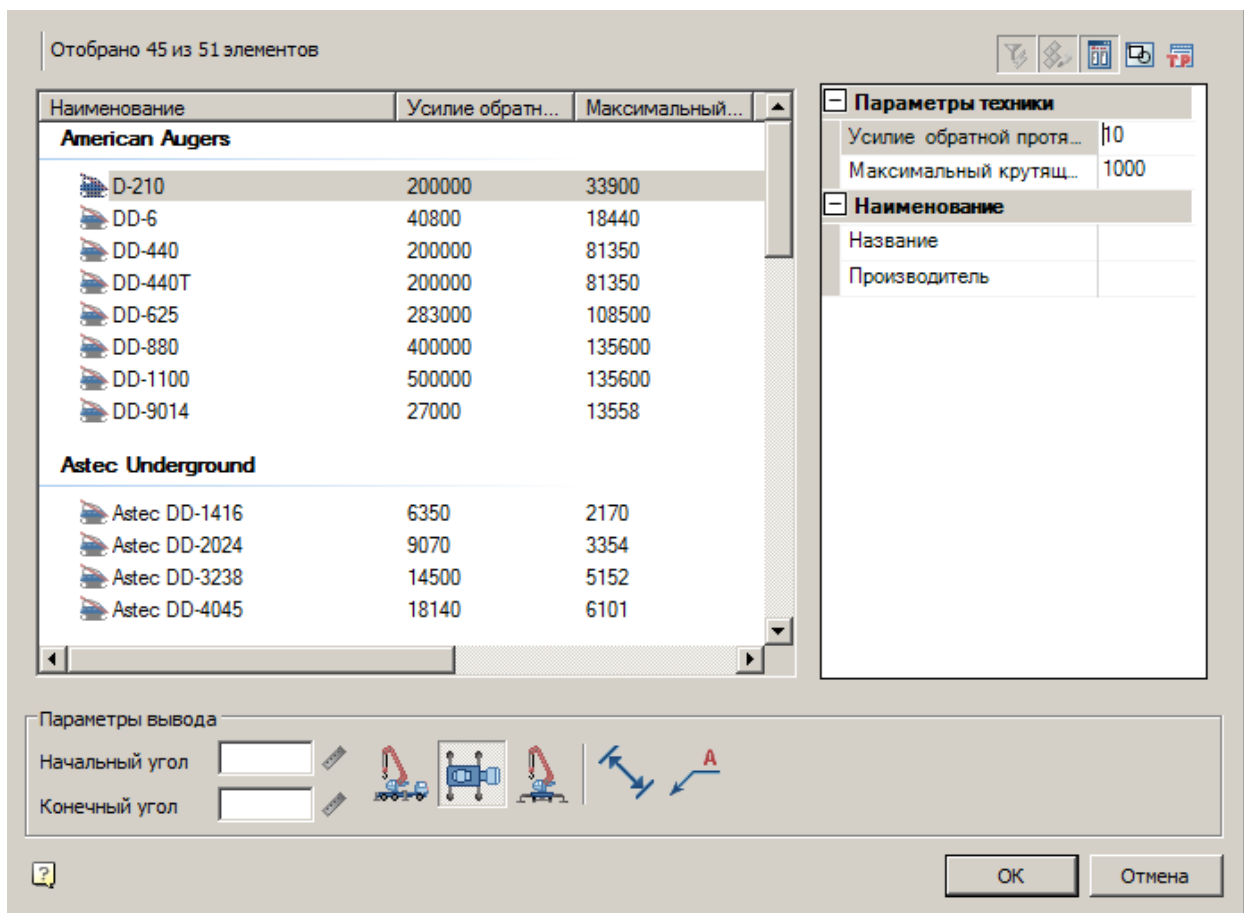 Отобрано 45 из 51 элементов
Наименование Усилие обратн... Максимальный...
American Augers
D-210 200000 33900
DD-6 40800 18440
DD-440 200000 81350
DD-440T 200000 81350
DD-625 283000 108500
DD-880 400000 135600
DD-1100 500000 135600
DD-9014 27000 13558
Astec Underground
Astec DD-1416 6350 2170
Astec DD-2024 9070 3354
Astec DD-3238 14500 5152
Astec DD-4045 18140 6101
Параметры техники
Усилие обратной протя... 10
Максимальный крутящ... 1000
Наименование
Название
Производитель
Параметры вывода
Начальный угол
Конечный угол
A
OK Отмена